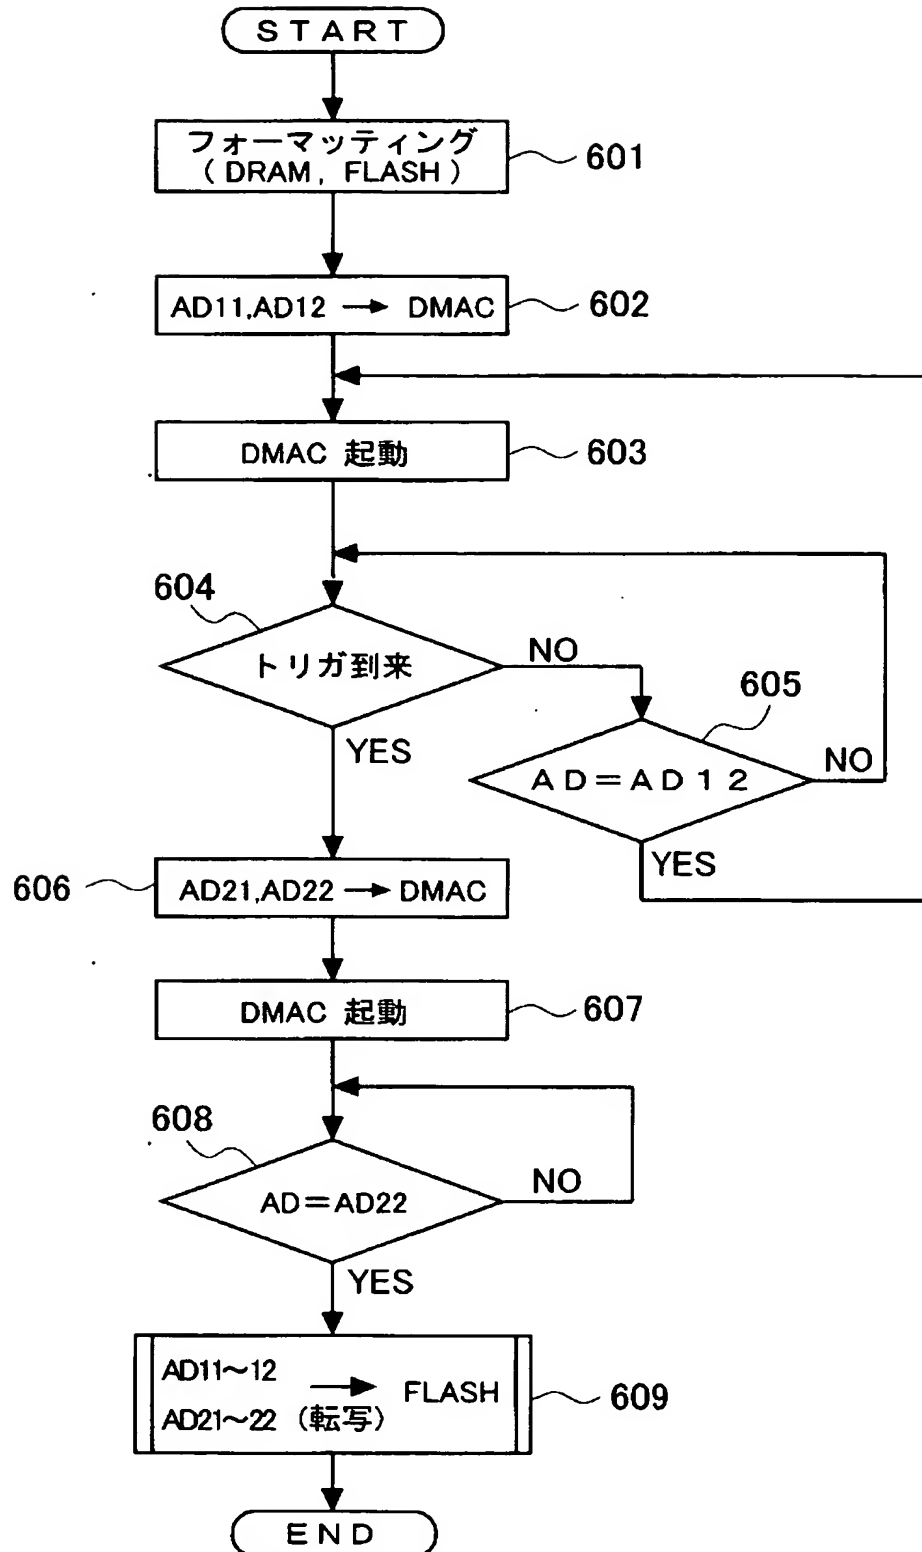 START
フォーマッティング
(DRAM, FLASH)
601
AD11,AD12 → DMAC
602
DMAC 起動
603
604
トリガ到来
NO
YES
605
AD=AD12
NO
YES
606
AD21,AD22 → DMAC
DMAC 起動
607
608
AD=AD22
NO
YES
AD11~12
→ FLASH
AD21~22 (転写)
609
END